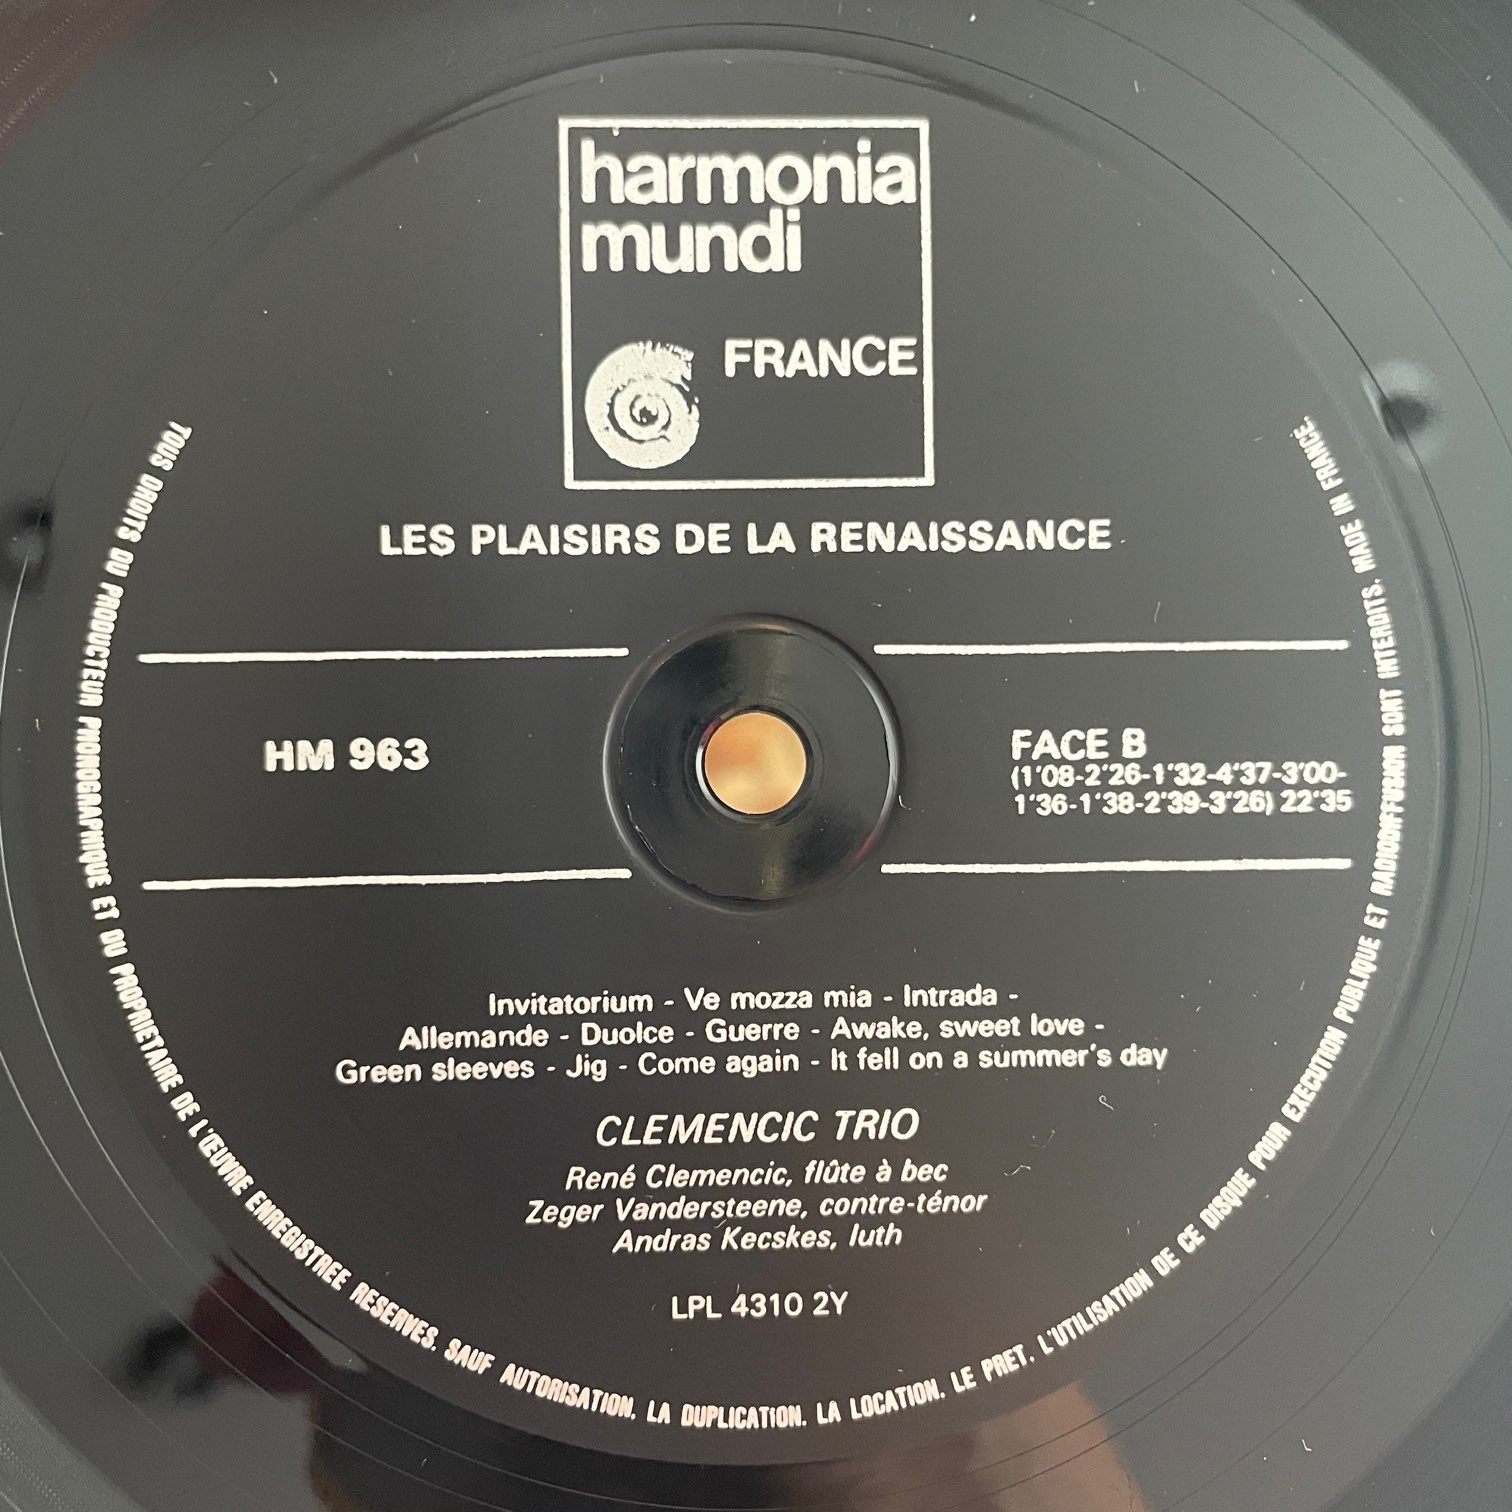 harmonia
mundi
FRANCE
LES PLAISIRS DE LA RENAISSANCE
HM 963
FACE B
(1'08-2'26-1'32-4'37-3'00-
1'36-1'38-2'39-3'26) 22'35
Invitatorium - Ve mozza mia - Intrada -
Allemande - Duolce - Guerre - Awake, sweet love -
Green sleeves - Jig - Come again - It fell on a summer's day
CLEMENCIC TRIO
René Clemencic, flûte à bec
Zeger Vandersteene, contre-ténor
Andras Kecskes, luth
LPL 4310 2Y
TOUS DROITS DU PRODUCTEUR PHONOGRAPHIQUE ET DU PROPRIETAIRE DE L'ŒUVRE ENREGISTREE RESERVES. SAUF AUTORISATION. LA DUPLICATION. LA LOCATION. LE PRET. L'UTILISATION DE CE DISQUE POUR EXECUTION PUBLIQUE ET RADIODIFFUSION SONT INTERDITS. MADE IN FRANCE.